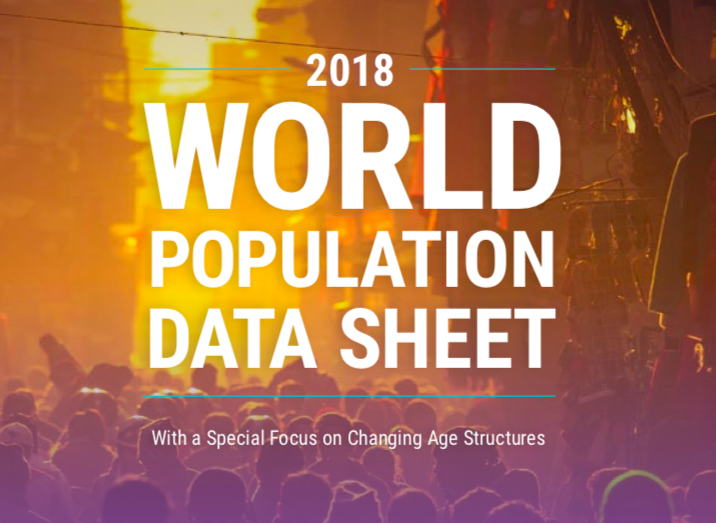 2018
WORLD
POPULATION
DATA SHEET
With a Special Focus on Changing Age Structures